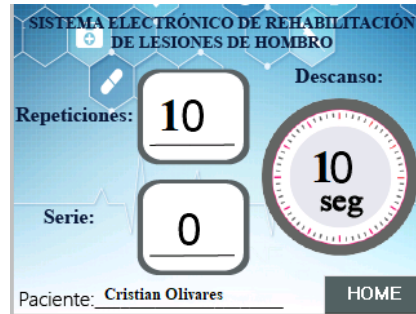 SISTEMA ELECTRÓNICO DE REHABILITACIÓN
DE LESIONES DE HOMBRO
Descanso:
Repeticiones:
10
10
seg
Serie:
0
Paciente: Cristian Olivares
HOME